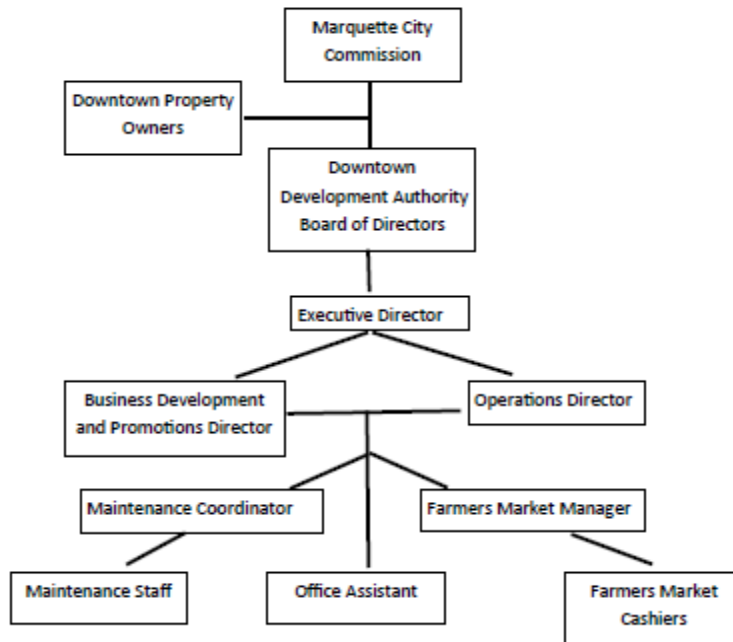 Marquette City
Commission
Downtown Property
Owners
Downtown
Development Authority
Board of Directors
Executive Director
Business Development
and Promotions Director
Operations Director
Maintenance Coordinator
Farmers Market Manager
Maintenance Staff
Office Assistant
Farmers Market
Cashiers